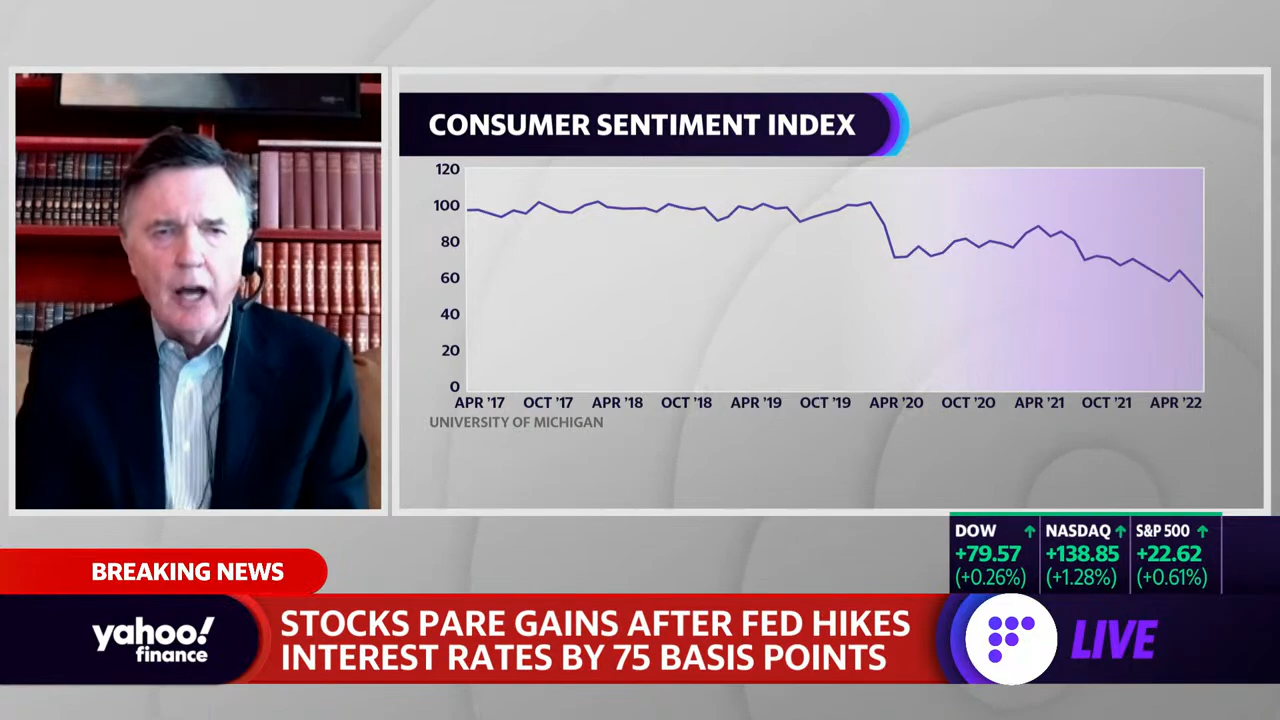 CONSUMER SENTIMENT INDEX
120
100
80
60
40
20
0
APR '17 OCT '17 APR '18 OCT '18 APR '19 OCT '19 APR '20 OCT '20 APR '21 OCT '21 APR '22
UNIVERSITY OF MICHIGAN
DOW NASDAQ S&P 500
+79.57 +138.85 +22.62
(+0.26%) (+1.28%) (+0.61%)
BREAKING NEWS
yahoo!
finance
STOCKS PARE GAINS AFTER FED HIKES
INTEREST RATES BY 75 BASIS POINTS
LIVE